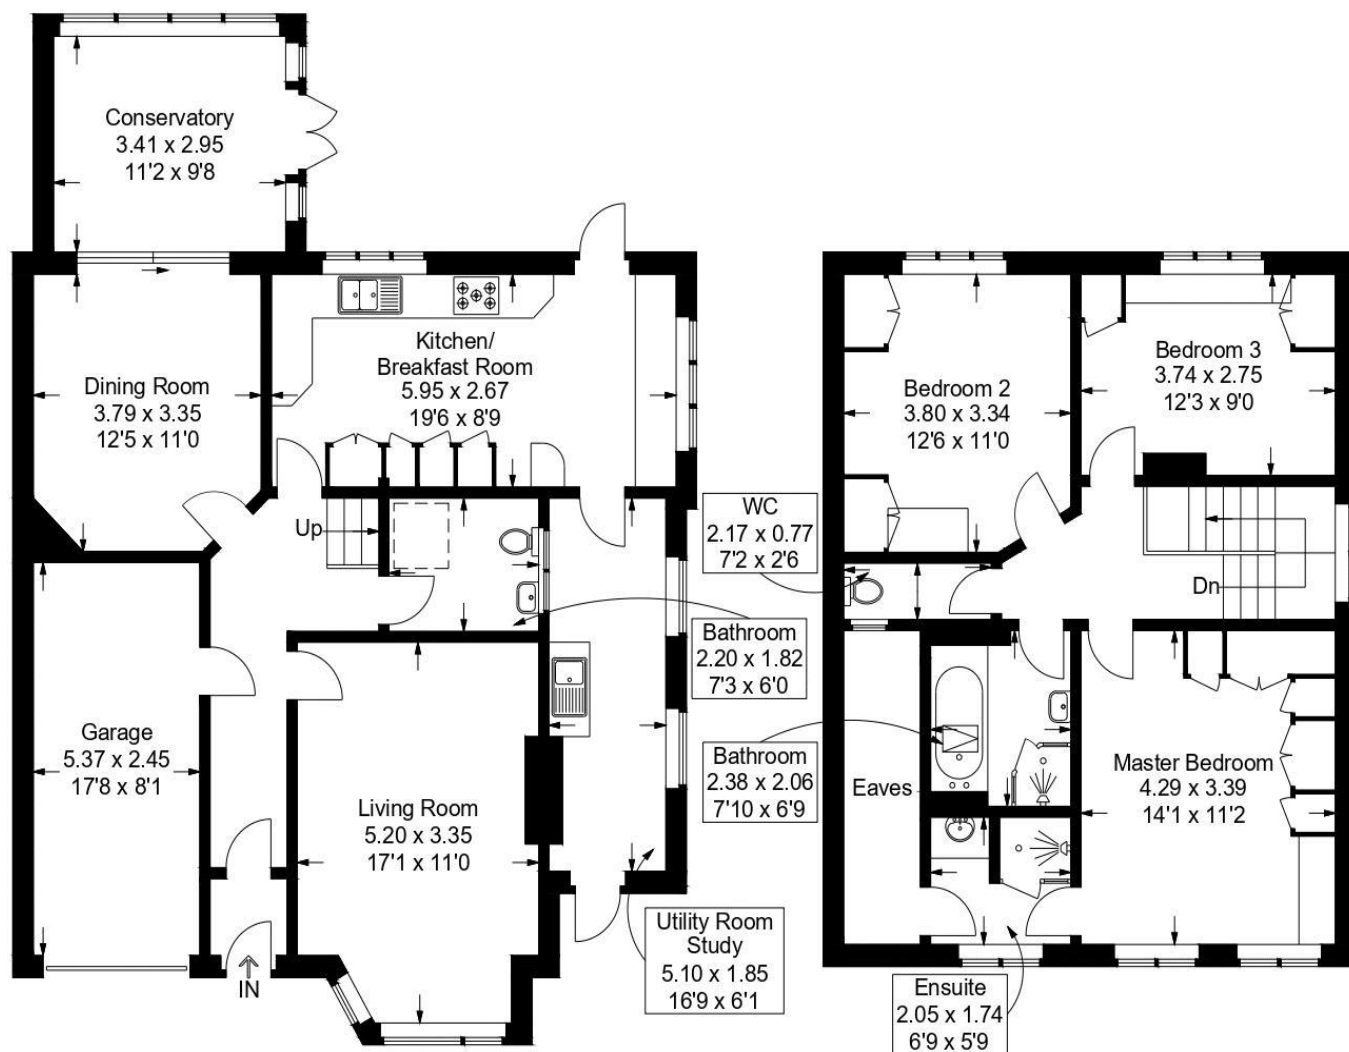 Conservatory
3.41 x 2.95
11'2 x 9'8
Kitchen/
Breakfast Room
5.95 x 2.67
19'6 x 8'9
Dining Room
3.79 x 3.35
12'5 x 11'0
Up
Garage
5.37 x 2.45
17'8 x 8'1
Living Room
5.20 x 3.35
17'1 x 11'0
IN
WC
2.17 x 0.77
7'2 x 2'6
Bathroom
2.20 x 1.82
7'3 x 6'0
Bathroom
2.38 x 2.06
7'10 x 6'9
Utility Room
Study
5.10 x 1.85
16'9 x 6'1
Bedroom 2
3.80 x 3.34
12'6 x 11'0
Bedroom 3
3.74 x 2.75
12'3 x 9'0
Dn
Eaves
Master Bedroom
4.29 x 3.39
14'1 x 11'2
Ensuite
2.05 x 1.74
6'9 x 5'9